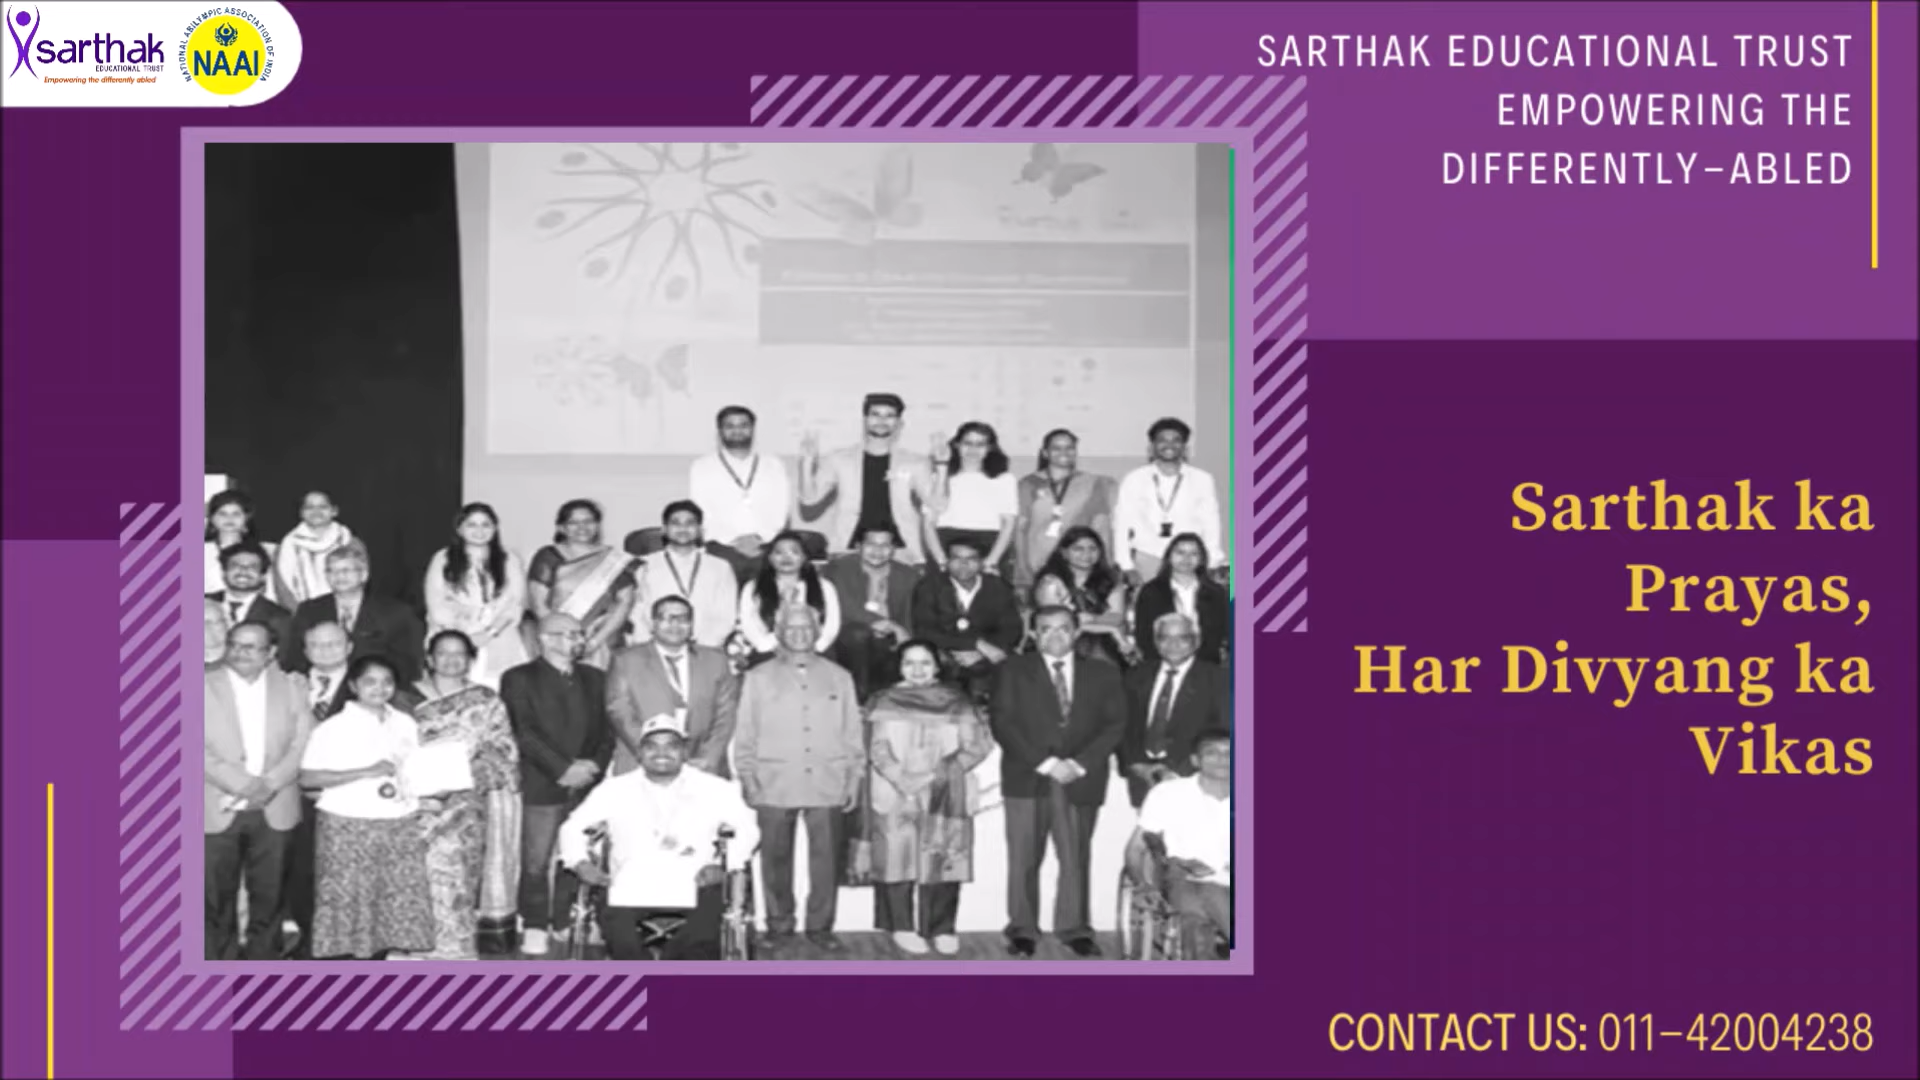 sarthak
EDUCATIONAL TRUST
Empowering the differently abled
NATIONAL ABILYMPIC ASSOCIATION OF INDIA
NAAI
SARTHAK EDUCATIONAL TRUST
EMPOWERING THE
DIFFERENTLY-ABLED
Sarthak ka
Prayas,
Har Divyang ka
Vikas
CONTACT US: 011-42004238